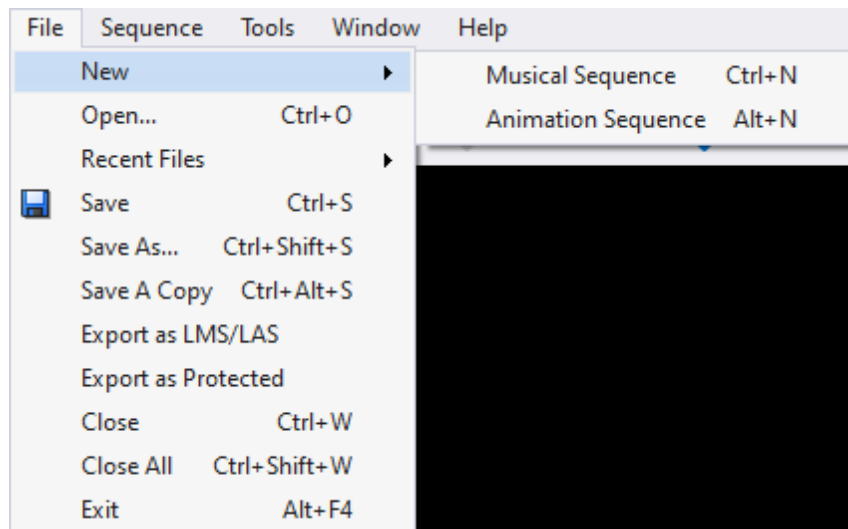 File Sequence Tools Window Help
New
Musical Sequence Ctrl+N
Open... Ctrl+O
Animation Sequence Alt+N
Recent Files
Save Ctrl+S
Save As... Ctrl+Shift+S
Save A Copy Ctrl+Alt+S
Export as LMS/LAS
Export as Protected
Close Ctrl+W
Close All Ctrl+Shift+W
Exit Alt+F4